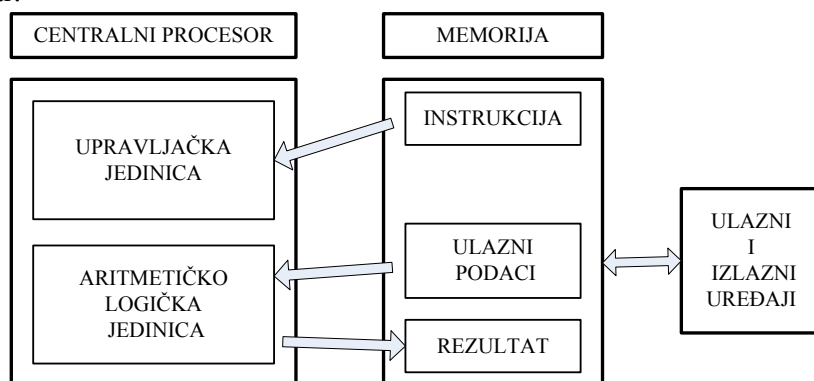 CENTRALNI PROCESOR
MEMORIJA
UPRAVLJAČKA
JEDINICA
ARITMETIČKO
LOGIČKA
JEDINICA
INSTRUKCIJA
ULAZNI
PODACI
REZULTAT
ULAZNI
I
IZLAZNI
UREĐAJI